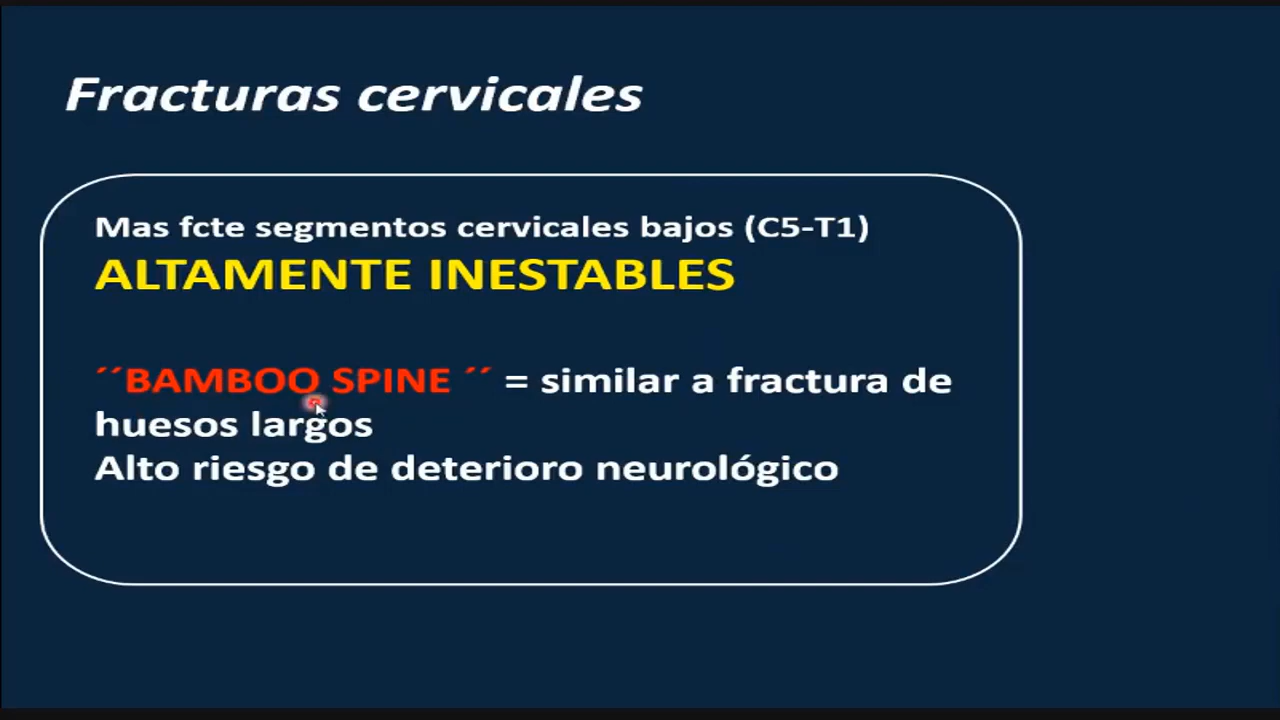 Fracturas cervicales
Mas fcte segmentos cervicales bajos (C5-T1)
ALTAMENTE INESTABLES
´´BAMBOO SPINE ´´ = similar a fractura de
huesos largos
Alto riesgo de deterioro neurológico